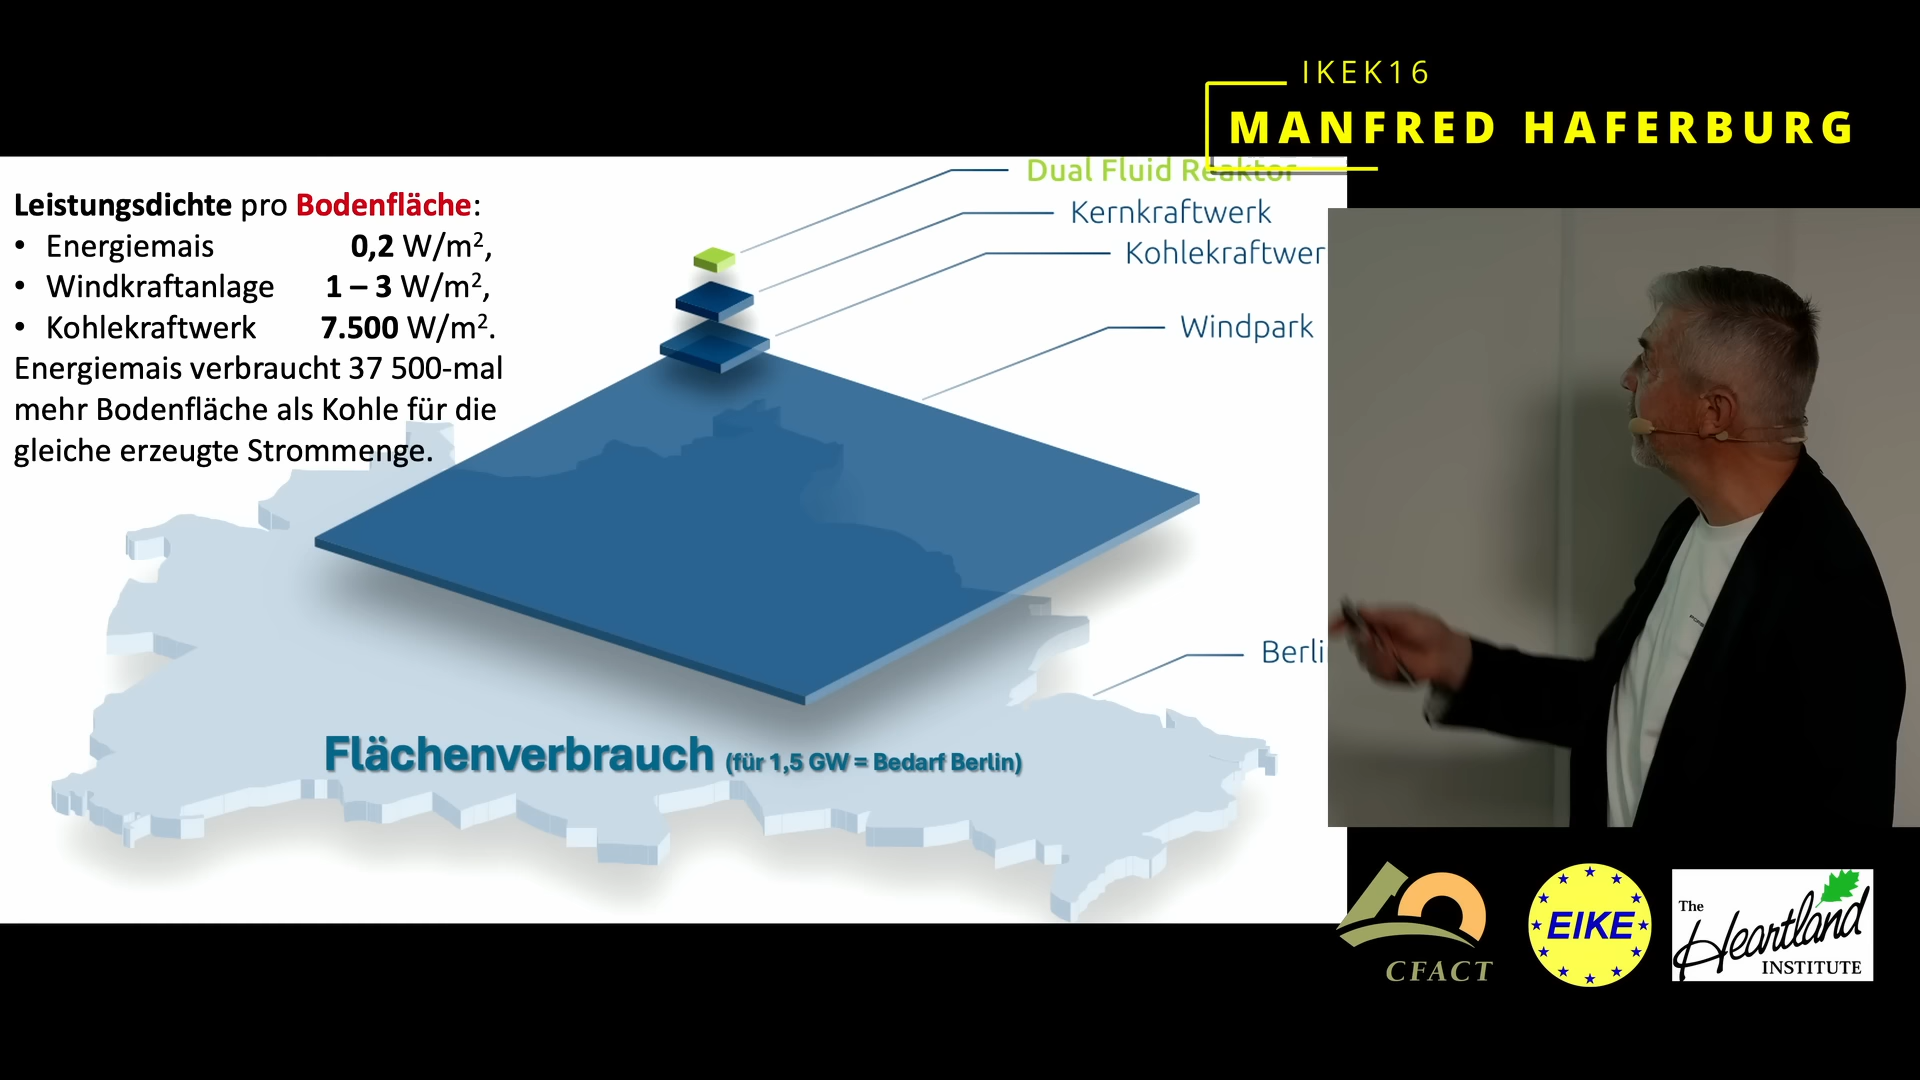 IKEK16
MANFRED HAFERBURG
Leistungsdichte pro Bodenfläche:
• Energiemais 0,2 W/m²,
• Windkraftanlage 1 – 3 W/m²,
• Kohlekraftwerk 7.500 W/m².
Energiemais verbraucht 37 500-mal
mehr Bodenfläche als Kohle für die
gleiche erzeugte Strommenge.
Dual Fluid Reaktor
Kernkraftwerk
Kohlekraftwer
Windpark
Berli
Flächenverbrauch (für 1,5 GW = Bedarf Berlin)
CFACT
EIKE
The
Heartland
INSTITUTE